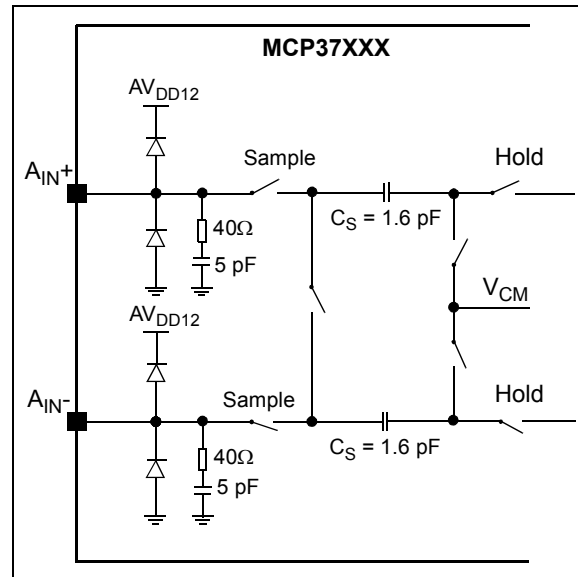 MCP37XXX
AVDD12
AIN+
Sample
Hold
40Ω
5 pF
CS = 1.6 pF
VCM
AVDD12
AIN-
Sample
Hold
40Ω
5 pF
CS = 1.6 pF